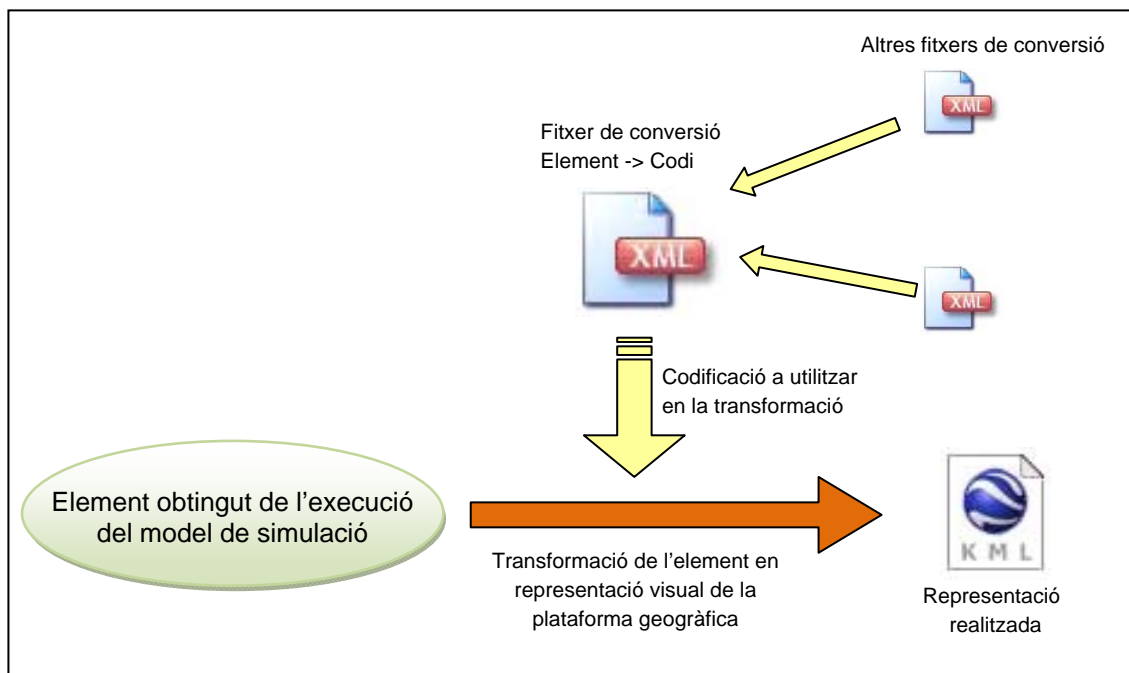 Altres fitxers de conversió
XML
Fitxer de conversió
Element -> Codi
XML
XML
Codificació a utilitzar
en la transformació
Element obtingut de l’execució
del model de simulació
KML
Transformació de l’element en
representació visual de la
plataforma geogràfica
Representació
realitzada